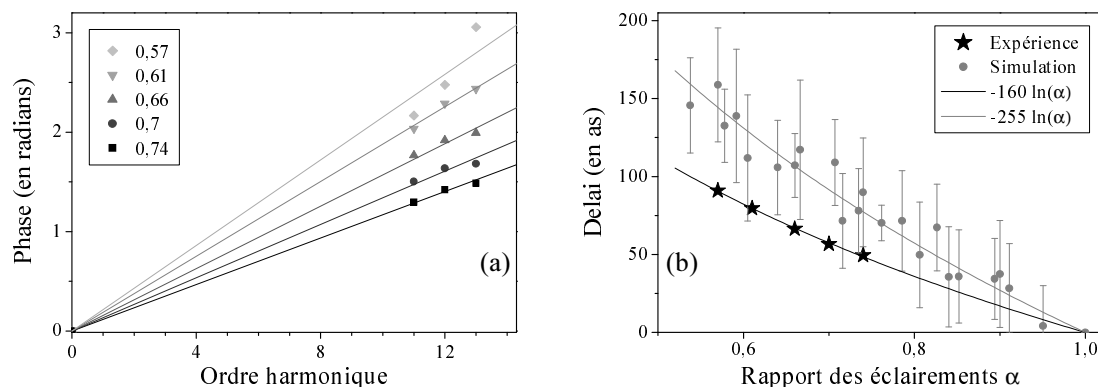 3
2
1
0
0
4
8
12
Phase (en radians)
Ordre harmonique
0,57
0,61
0,66
0,7
0,74
(a)
200
150
100
50
0
0,6
0,8
1,0
Delai (en as)
Rapport des éclairements α
Expérience
Simulation
-160 ln(α)
-255 ln(α)
(b)